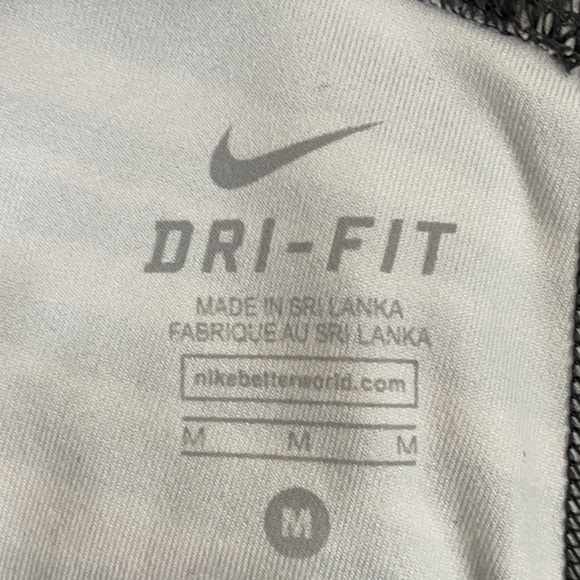 DRI-FIT
MADE IN SRI LANKA
FABRIQUE AU SRI LANKA
nikebetterworld.com
M M M
M